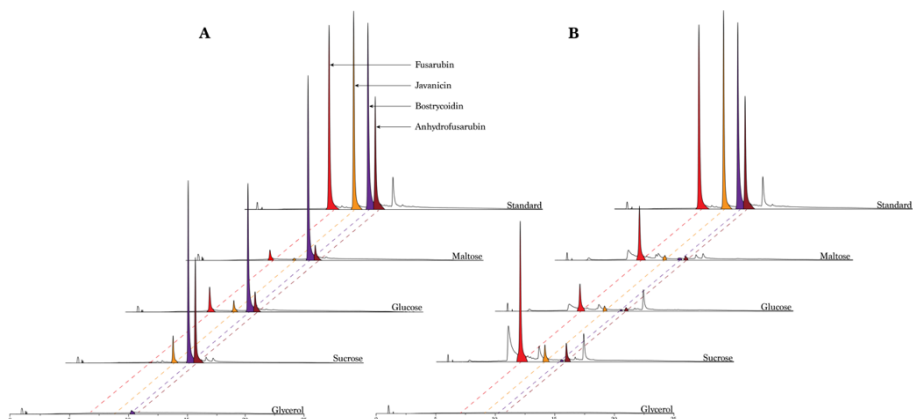 A
B
Fusarubin
Javanicin
Bostrycoidin
Anhydrofusarubin
Standard
Standard
Maltose
Maltose
Glucose
Glucose
Sucrose
Sucrose
Glycerol
Glycerol